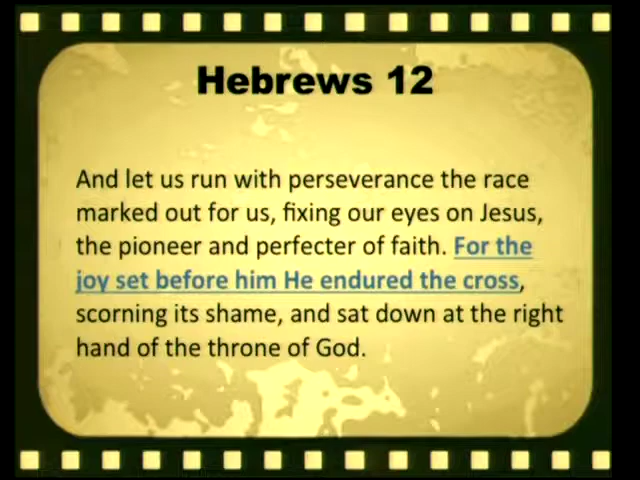 Hebrews 12
And let us run with perseverance the race
marked out for us, fixing our eyes on Jesus,
the pioneer and perfecter of faith. For the
joy set before him He endured the cross,
scorning its shame, and sat down at the right
hand of the throne of God.